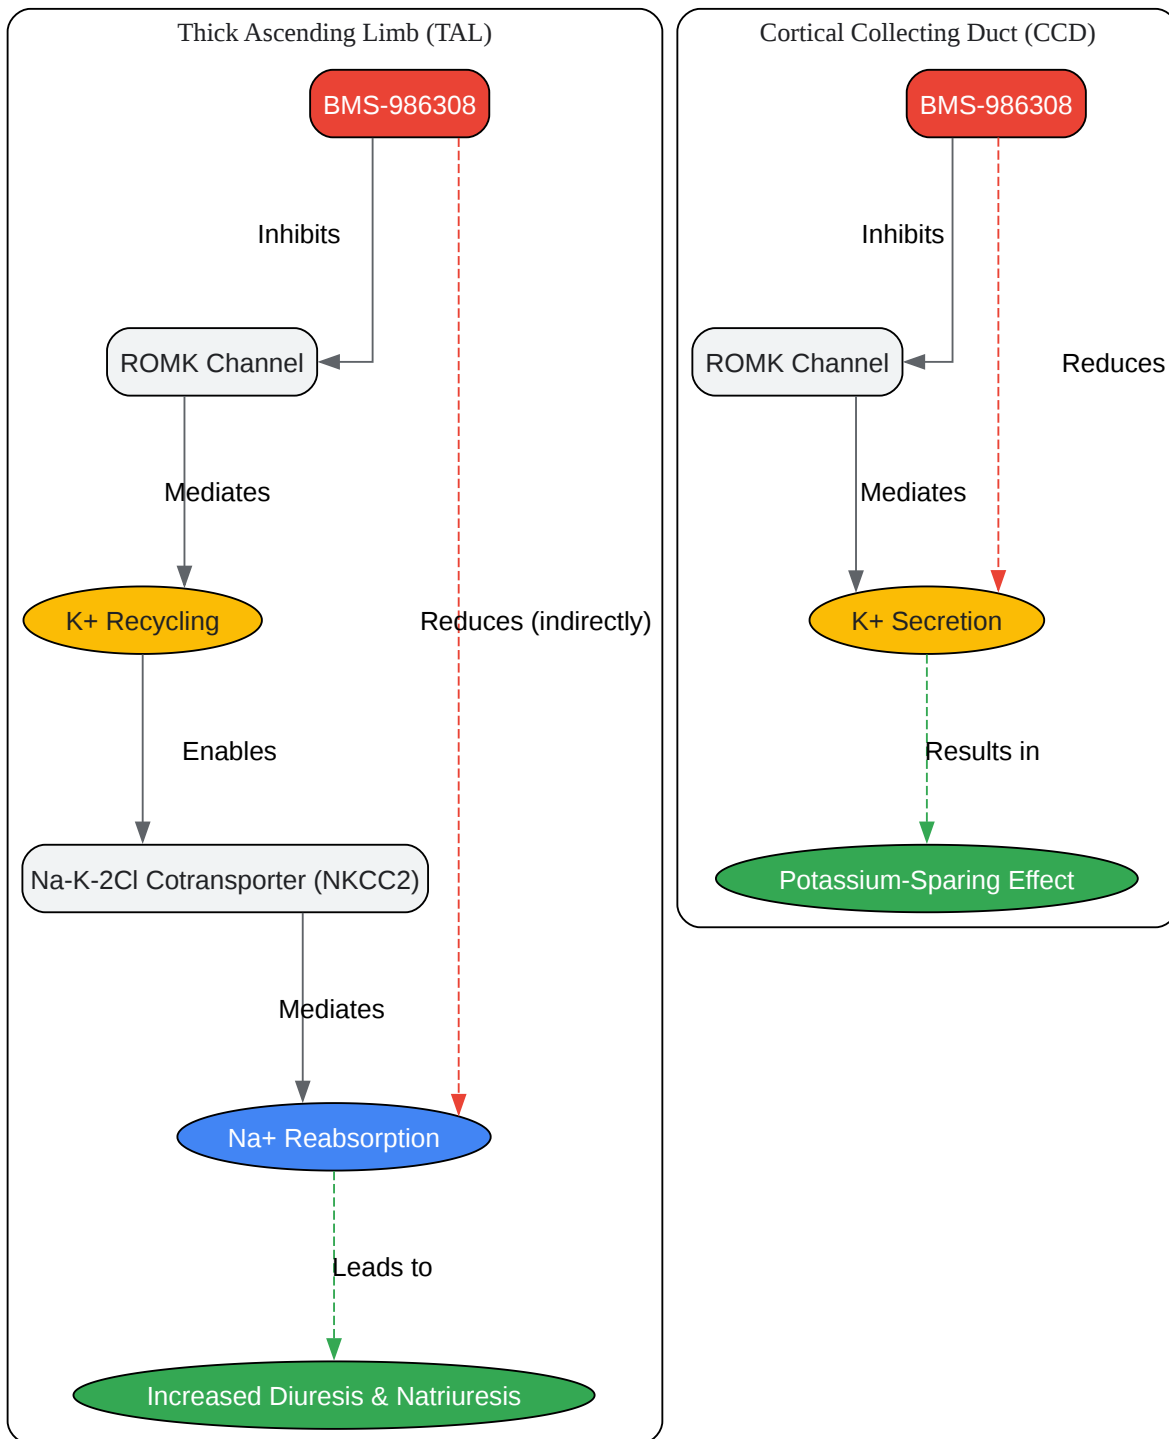 Thick Ascending Limb (TAL)
BMS-986308
Inhibits
ROMK Channel
Mediates
K+ Recycling
Reduces (indirectly)
Enables
Na-K-2Cl Cotransporter (NKCC2)
Mediates
Na+ Reabsorption
Leads to
Increased Diuresis & Natriuresis
Cortical Collecting Duct (CCD)
BMS-986308
Inhibits
ROMK Channel
Reduces
Mediates
K+ Secretion
Results in
Potassium-Sparing Effect